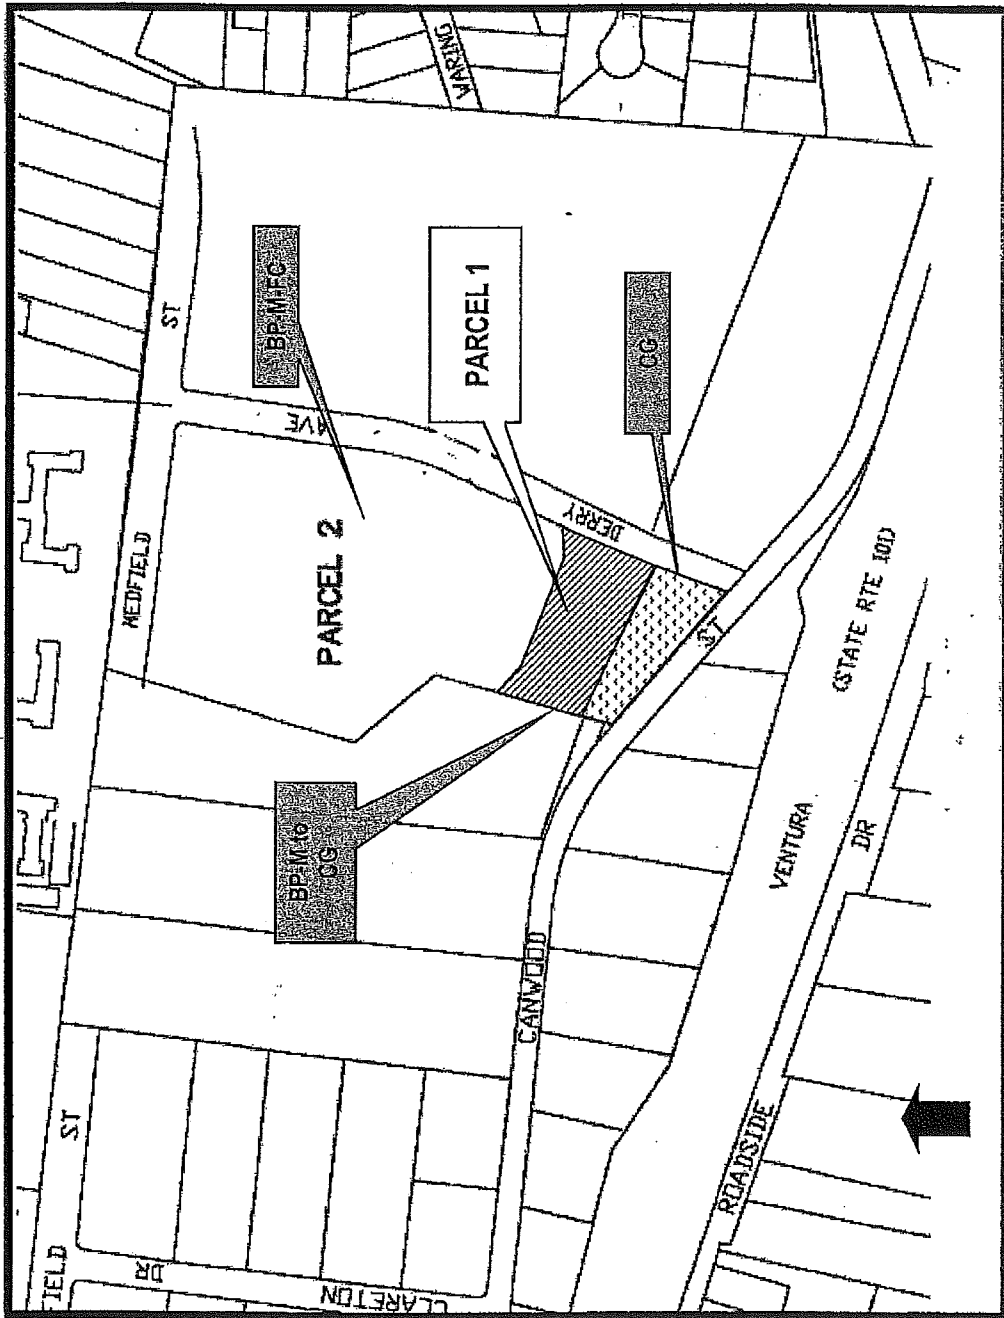 FIELD
ST
MEDFIELD
ST
WARING
DR
CLARETON
AVE
DERRY
PARCEL 2
BP-M-FC
PARCEL 1
BP-M to
CG
CG
CANWOOD
ST
VENTURA
(STATE RTE 101)
ROADSIDE
DR